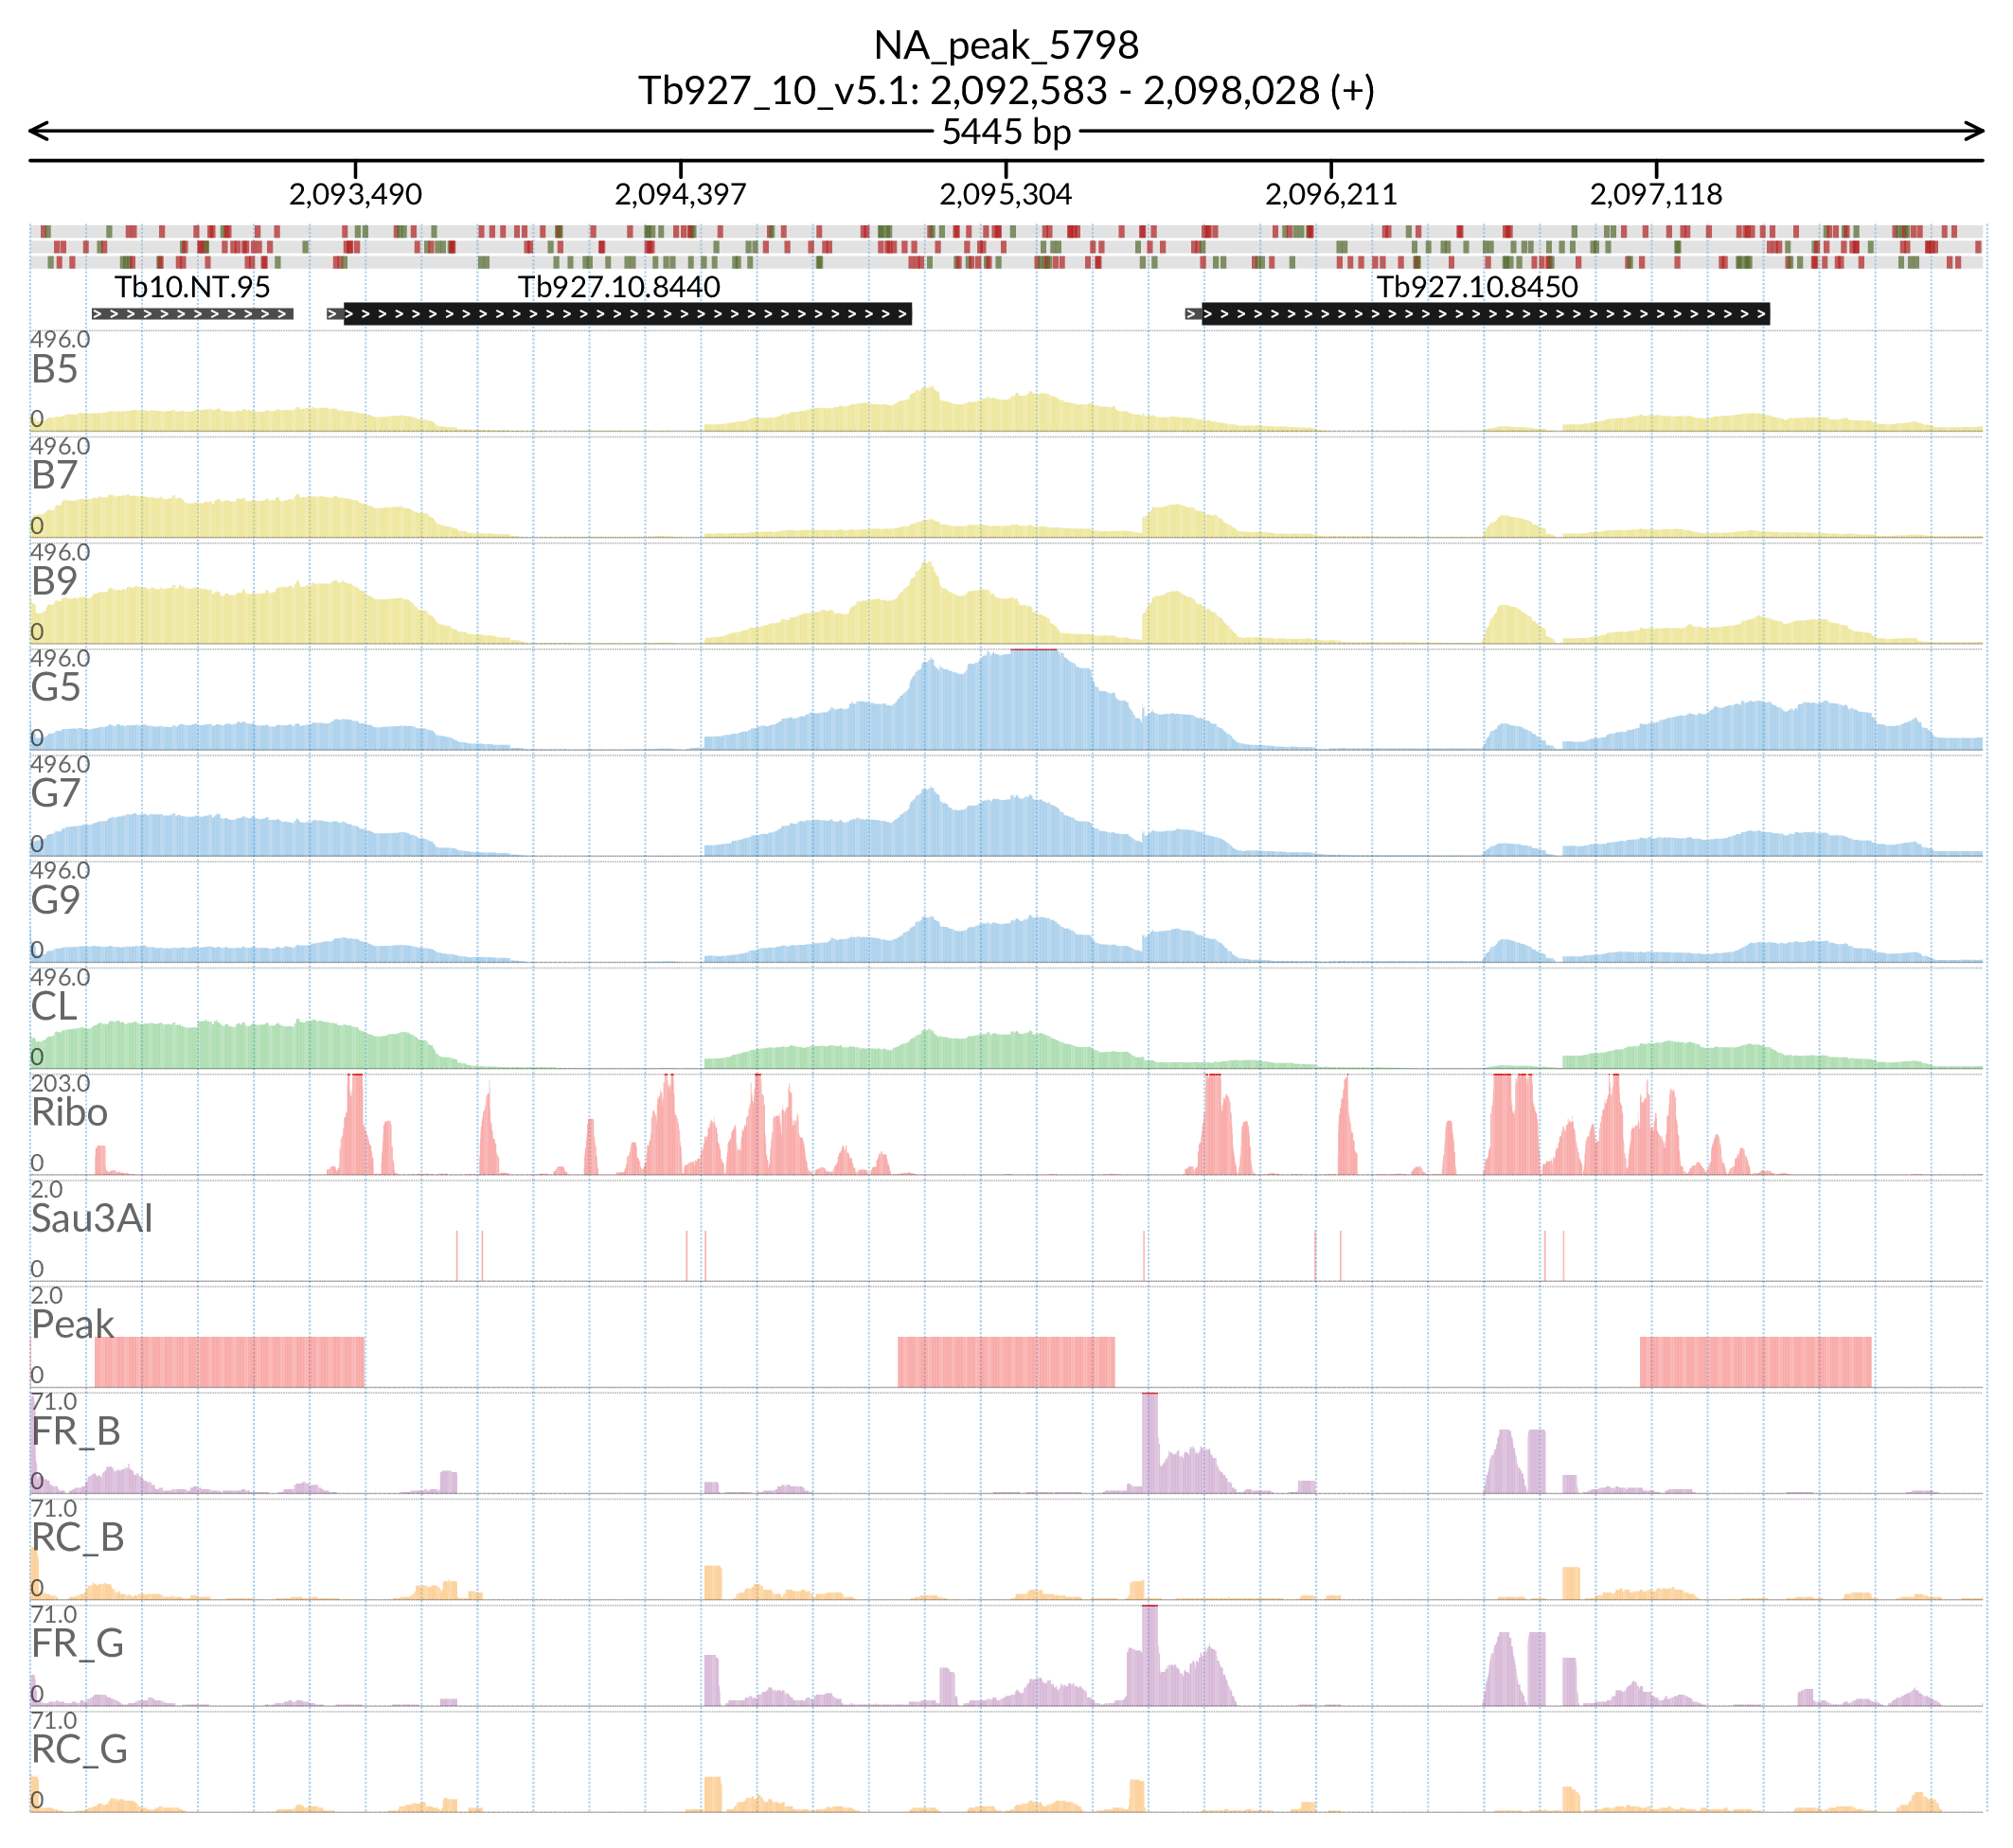 NA_peak_5798
Tb927_10_v5.1: 2,092,583 - 2,098,028 (+)
5445 bp
2,093,490 2,094,397 2,095,304 2,096,211 2,097,118
Tb10.NT.95 Tb927.10.8440 Tb927.10.8450
496.0
B5
0
496.0
B7
0
496.0
B9
0
496.0
G5
0
496.0
G7
0
496.0
G9
0
496.0
CL
0
203.0
Ribo
0
2.0
Sau3AI
0
2.0
Peak
0
71.0
FR_B
0
71.0
RC_B
0
71.0
FR_G
0
71.0
RC_G
0